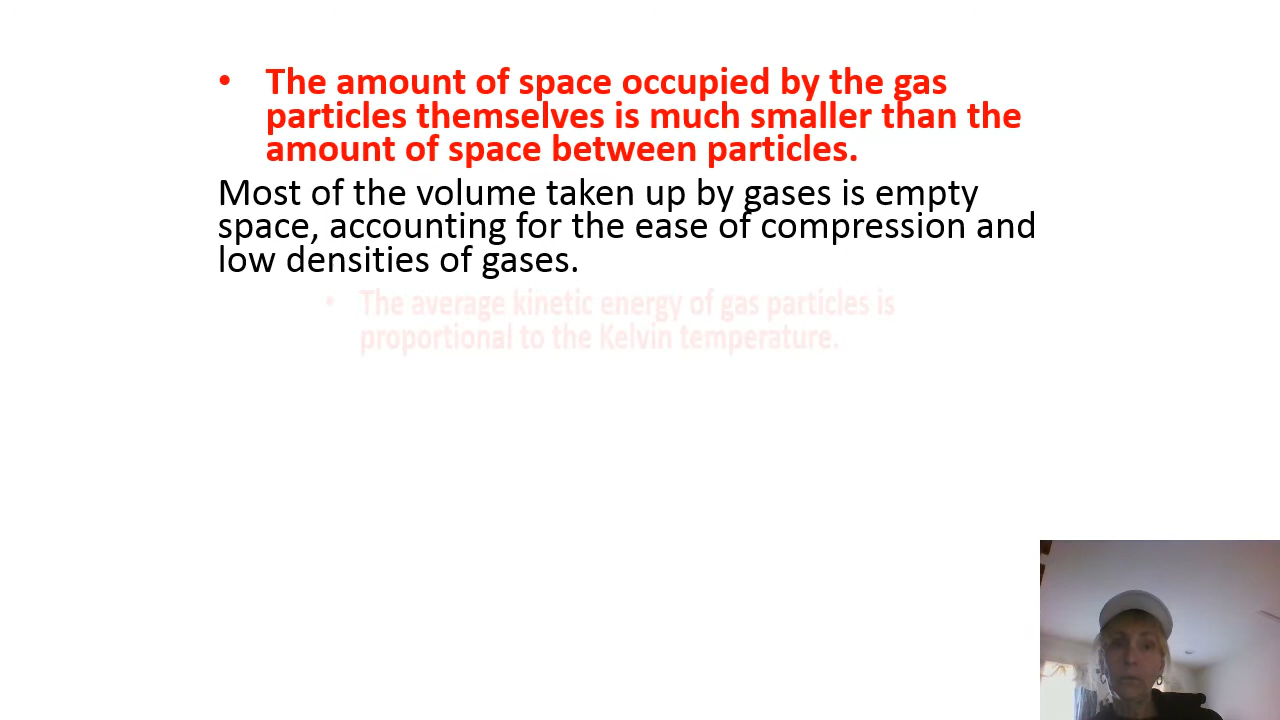 • The amount of space occupied by the gas
particles themselves is much smaller than the
amount of space between particles.
Most of the volume taken up by gases is empty
space, accounting for the ease of compression and
low densities of gases.
• The average kinetic energy of gas particles is
proportional to the Kelvin temperature.